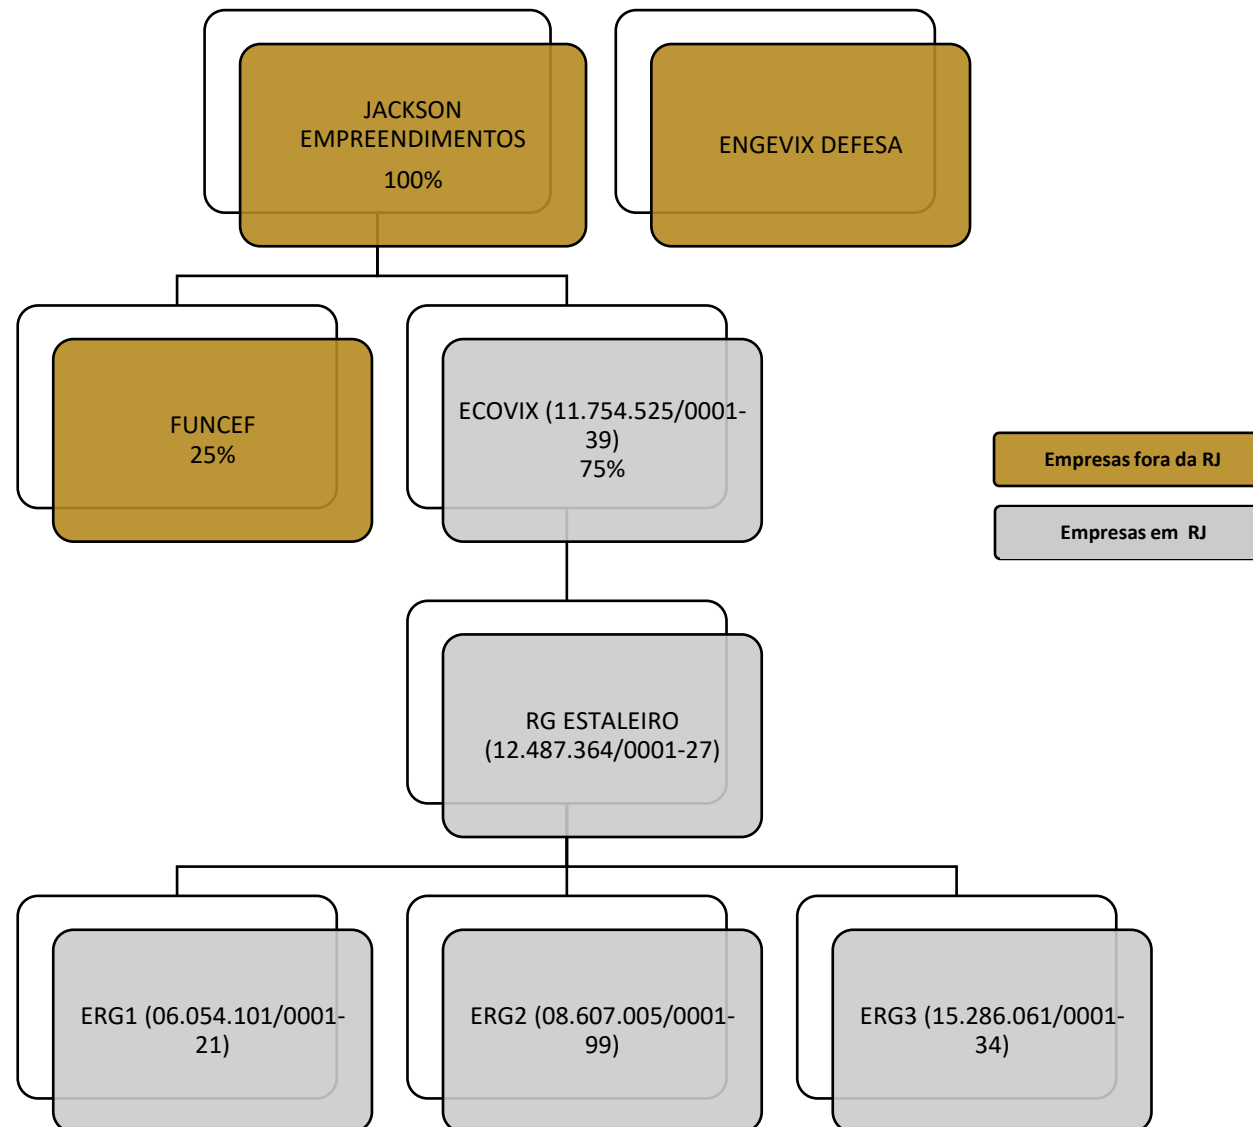 JACKSON
EMPREENDIMENTOS
100%
ENGEVIX DEFESA
FUNCEF
25%
ECOVIX (11.754.525/0001-
39)
75%
Empresas fora da RJ
Empresas em RJ
RG ESTALEIRO
(12.487.364/0001-27)
ERG1 (06.054.101/0001-
21)
ERG2 (08.607.005/0001-
99)
ERG3 (15.286.061/0001-
34)